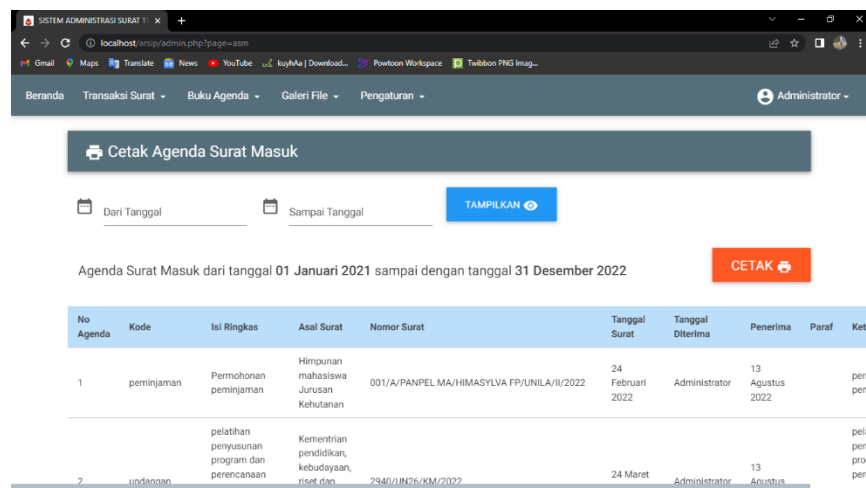 SISTEM ADMINISTRASI SURAT
localhost/arsip/admin.php?page=asm
Gmail Maps Translate News YouTube kuyhAa | Download... Powtoon Workspace Twibbon PNG Imag...
Beranda Transaksi Surat Buku Agenda Galeri File Pengaturan Administrator
Cetak Agenda Surat Masuk
Dari Tanggal Sampai Tanggal TAMPILKAN
Agenda Surat Masuk dari tanggal 01 Januari 2021 sampai dengan tanggal 31 Desember 2022 CETAK
No Agenda Kode Isi Ringkas Asal Surat Nomor Surat Tanggal Surat Tanggal Diterima Penerima Paraf Ket
1 peminjaman Permohonan peminjaman Himpunan mahasiswa Jurusan Kehutanan 001/A/PANPEL MA/HIMASYLVA FP/UNILA/II/2022 24 Februari 2022 Administrator 13 Agustus 2022
2 undangan pelatihan penyusunan program dan perencanaan Kementrian pendidikan, kebudayaan, riset dan 2940/UN26/KM/2022 24 Maret Administrator 13 Agustus